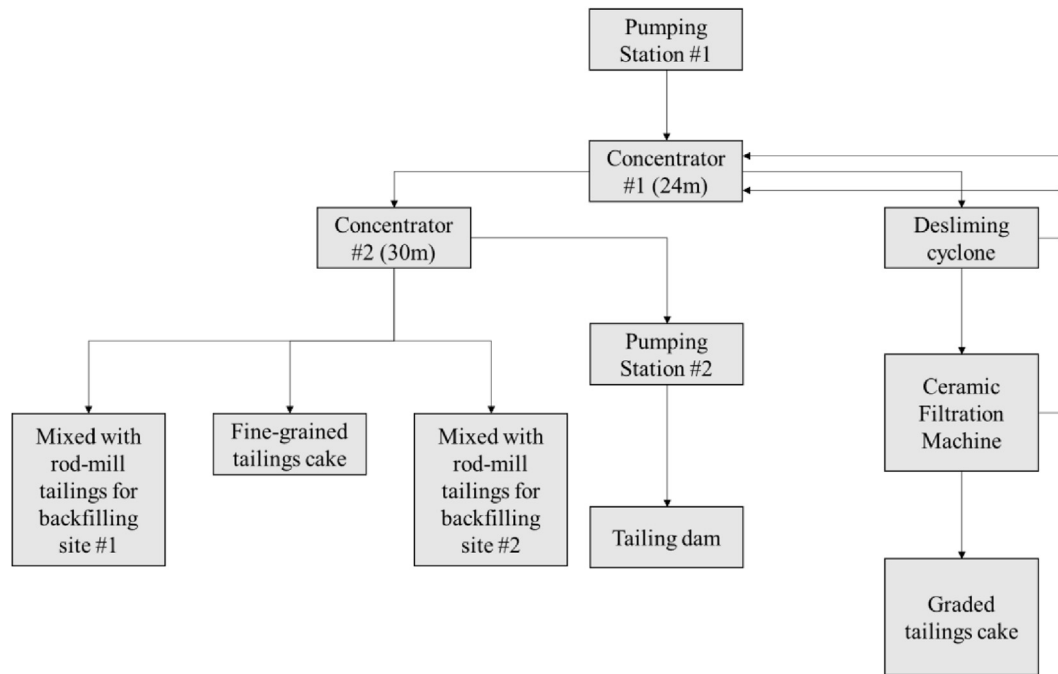 Pumping
Station #1
Concentrator
#1 (24m)
Concentrator
#2 (30m)
Desliming
cyclone
Pumping
Station #2
Ceramic
Filtration
Machine
Mixed with
rod-mill
tailings for
backfilling
site #1
Fine-grained
tailings cake
Mixed with
rod-mill
tailings for
backfilling
site #2
Tailing dam
Graded
tailings cake